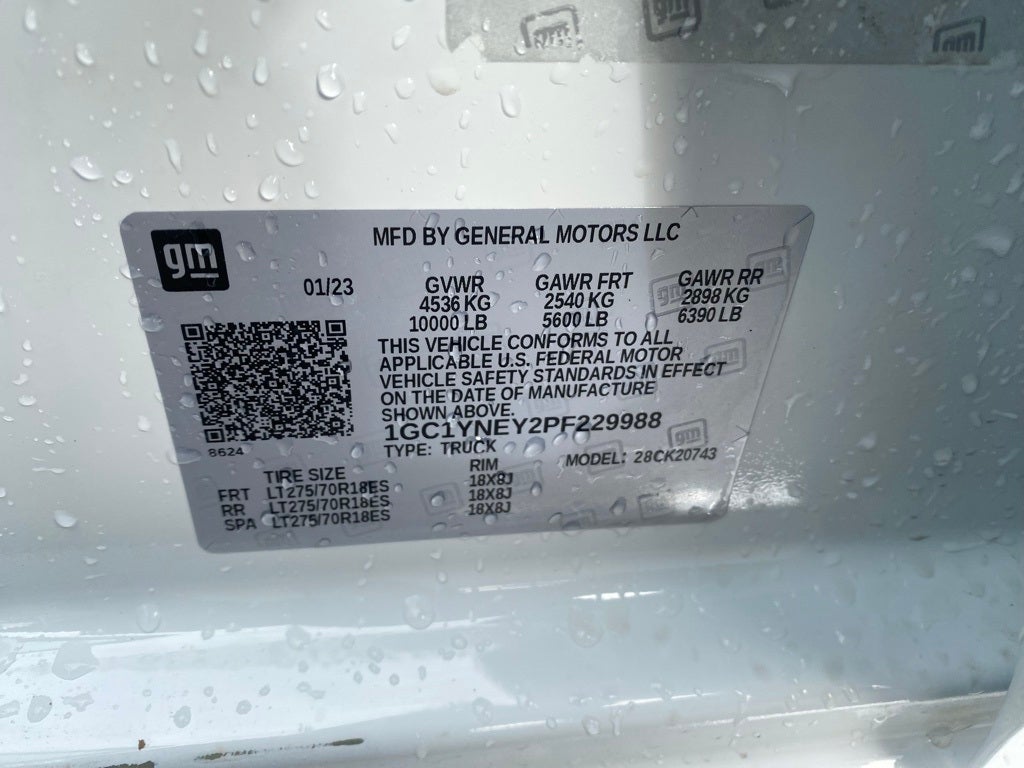 gm
MFD BY GENERAL MOTORS LLC
01/23 GVWR GAWR FRT GAWR RR
4536 KG 2540 KG 2898 KG
10000 LB 5600 LB 6390 LB
THIS VEHICLE CONFORMS TO ALL
APPLICABLE U.S. FEDERAL MOTOR
VEHICLE SAFETY STANDARDS IN EFFECT
ON THE DATE OF MANUFACTURE
SHOWN ABOVE.
1GC1YNEY2PF229988
8624 TYPE: TRUCK MODEL: 28CK20743
TIRE SIZE RIM
FRT LT275/70R18ES 18X8J
RR LT275/70R18ES 18X8J
SPA LT275/70R18ES 18X8J